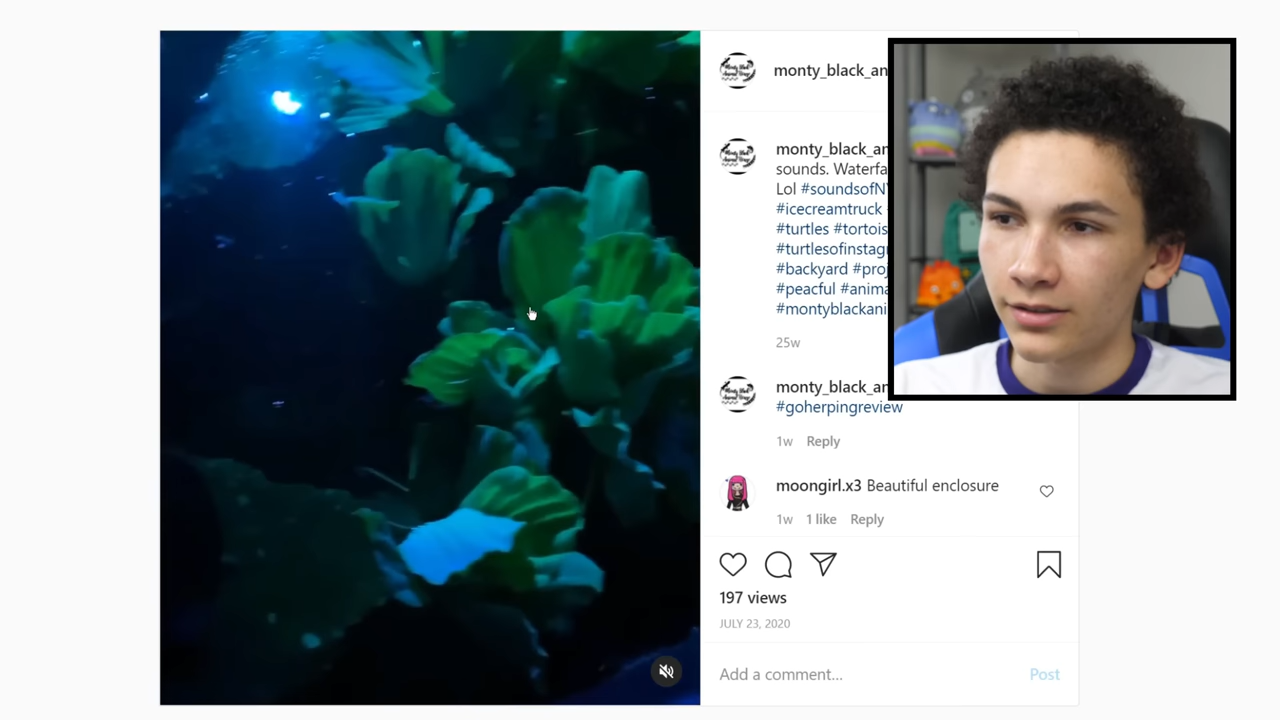 monty_black_an
monty_black_an
sounds. Waterfa
Lol #soundsofN
#icecreamtruck
#turtles #tortois
#turtlesofinstag
#backyard #proj
#peacful #anima
#montyblackani
25w
monty_black_an
#goherpingreview
1w Reply
moongirl.x3 Beautiful enclosure
1w 1 like Reply
197 views
JULY 23, 2020
Add a comment... Post